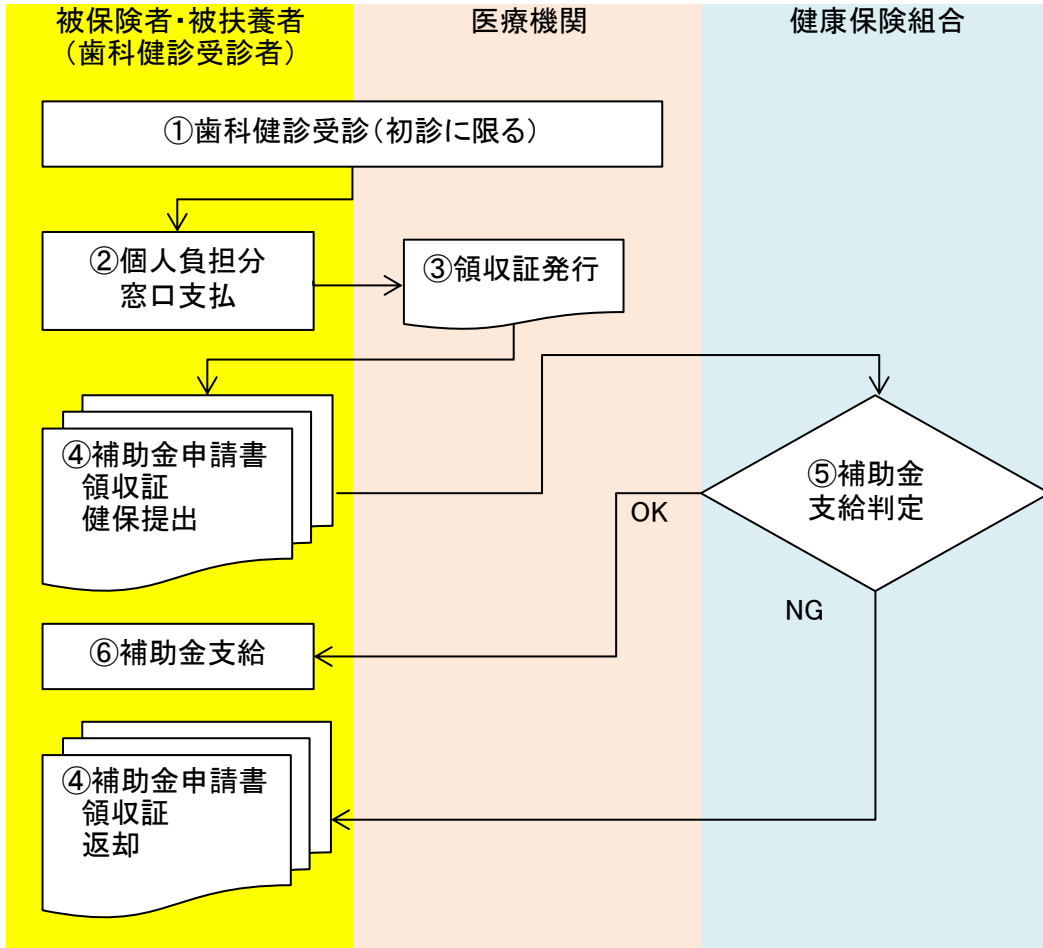 被保険者・被扶養者
（歯科健診受診者）
医療機関
健康保険組合
①歯科健診受診（初診に限る）
②個人負担分
窓口支払
③領収証発行
④補助金申請書
領収証
健保提出
⑤補助金
支給判定
OK
NG
⑥補助金支給
④補助金申請書
領収証
返却